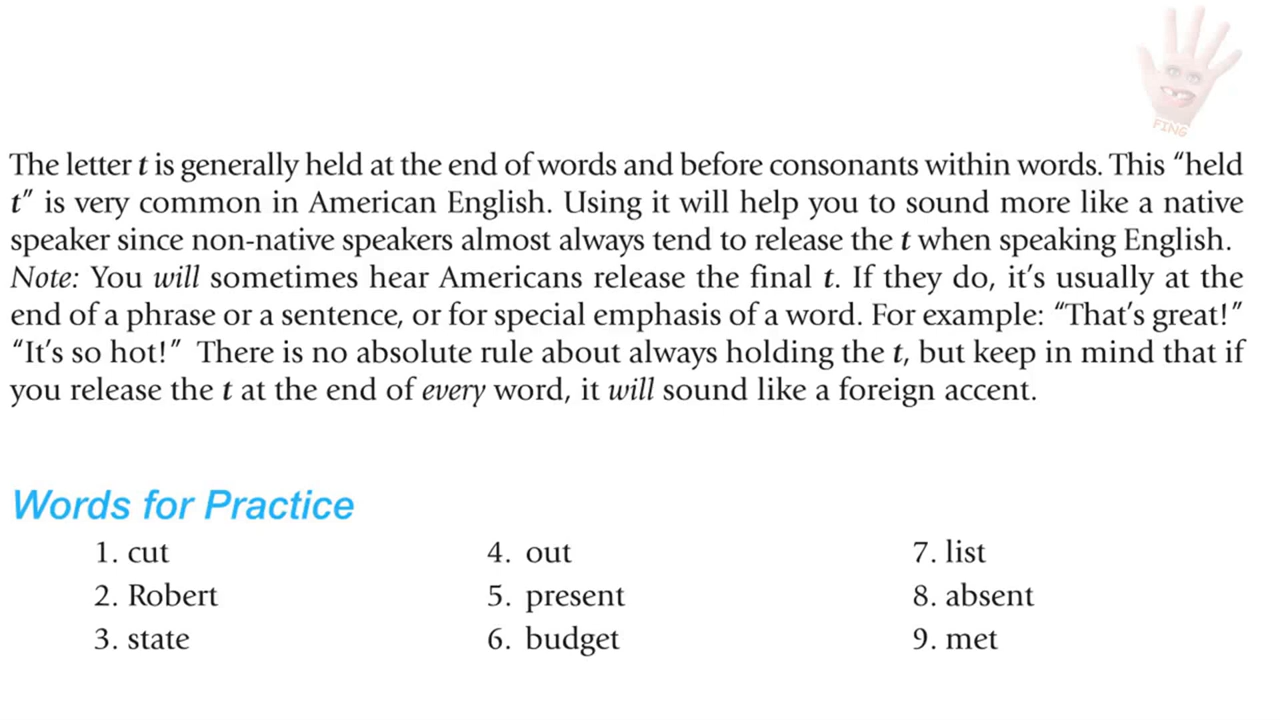 FING
The letter t is generally held at the end of words and before consonants within words. This “held
t” is very common in American English. Using it will help you to sound more like a native
speaker since non-native speakers almost always tend to release the t when speaking English.
Note: You will sometimes hear Americans release the final t. If they do, it’s usually at the
end of a phrase or a sentence, or for special emphasis of a word. For example: “That’s great!”
“It’s so hot!” There is no absolute rule about always holding the t, but keep in mind that if
you release the t at the end of every word, it will sound like a foreign accent.
Words for Practice
1. cut
2. Robert
3. state
4. out
5. present
6. budget
7. list
8. absent
9. met